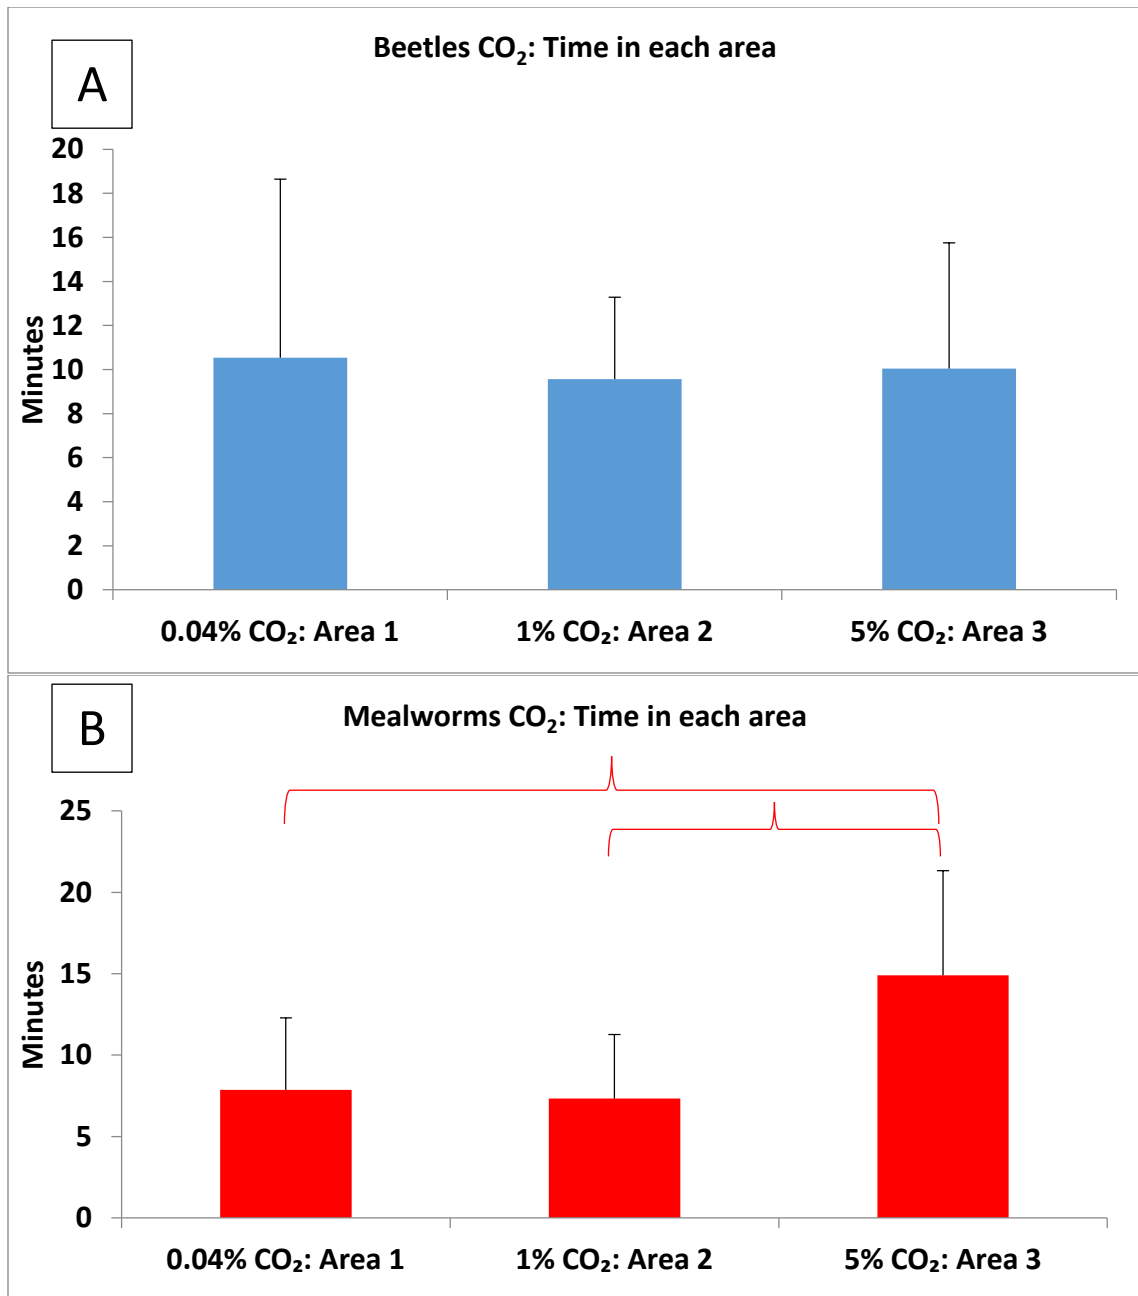 A
Beetles CO₂: Time in each area
Minutes
20
18
16
14
12
10
8
6
4
2
0
0.04% CO₂: Area 1
1% CO₂: Area 2
5% CO₂: Area 3
B
Mealworms CO₂: Time in each area
Minutes
25
20
15
10
5
0
0.04% CO₂: Area 1
1% CO₂: Area 2
5% CO₂: Area 3